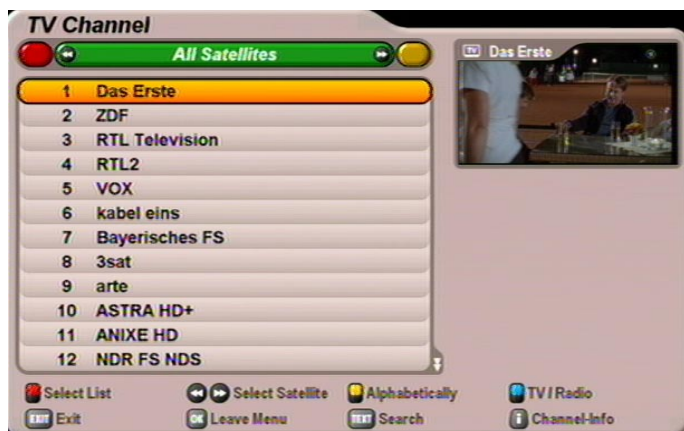 TV Channel
All Satellites
TV Das Erste
1 Das Erste
2 ZDF
3 RTL Television
4 RTL2
5 VOX
6 kabel eins
7 Bayerisches FS
8 3sat
9 arte
10 ASTRA HD+
11 ANIXE HD
12 NDR FS NDS
Select List Select Satellite Alphabetically TV / Radio
EXIT Exit OK Leave Menu TEXT Search i Channel-Info